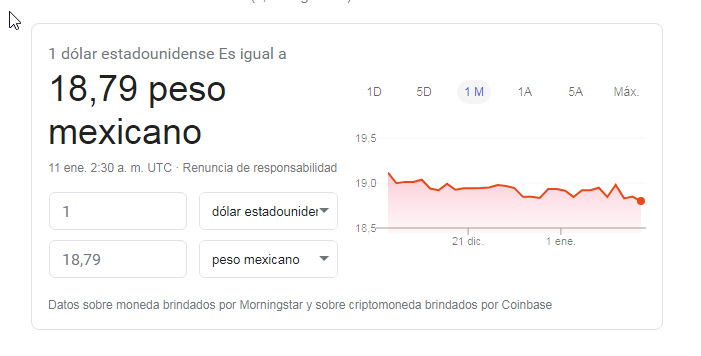 1 dólar estadounidense Es igual a
18,79 peso
mexicano
11 ene. 2:30 a. m. UTC · Renuncia de responsabilidad
1
dólar estadounider
18,79
peso mexicano
1D 5D 1 M 1A 5A Máx.
19,5
19,0
18,5
21 dic. 1 ene.
Datos sobre moneda brindados por Morningstar y sobre criptomoneda brindados por Coinbase